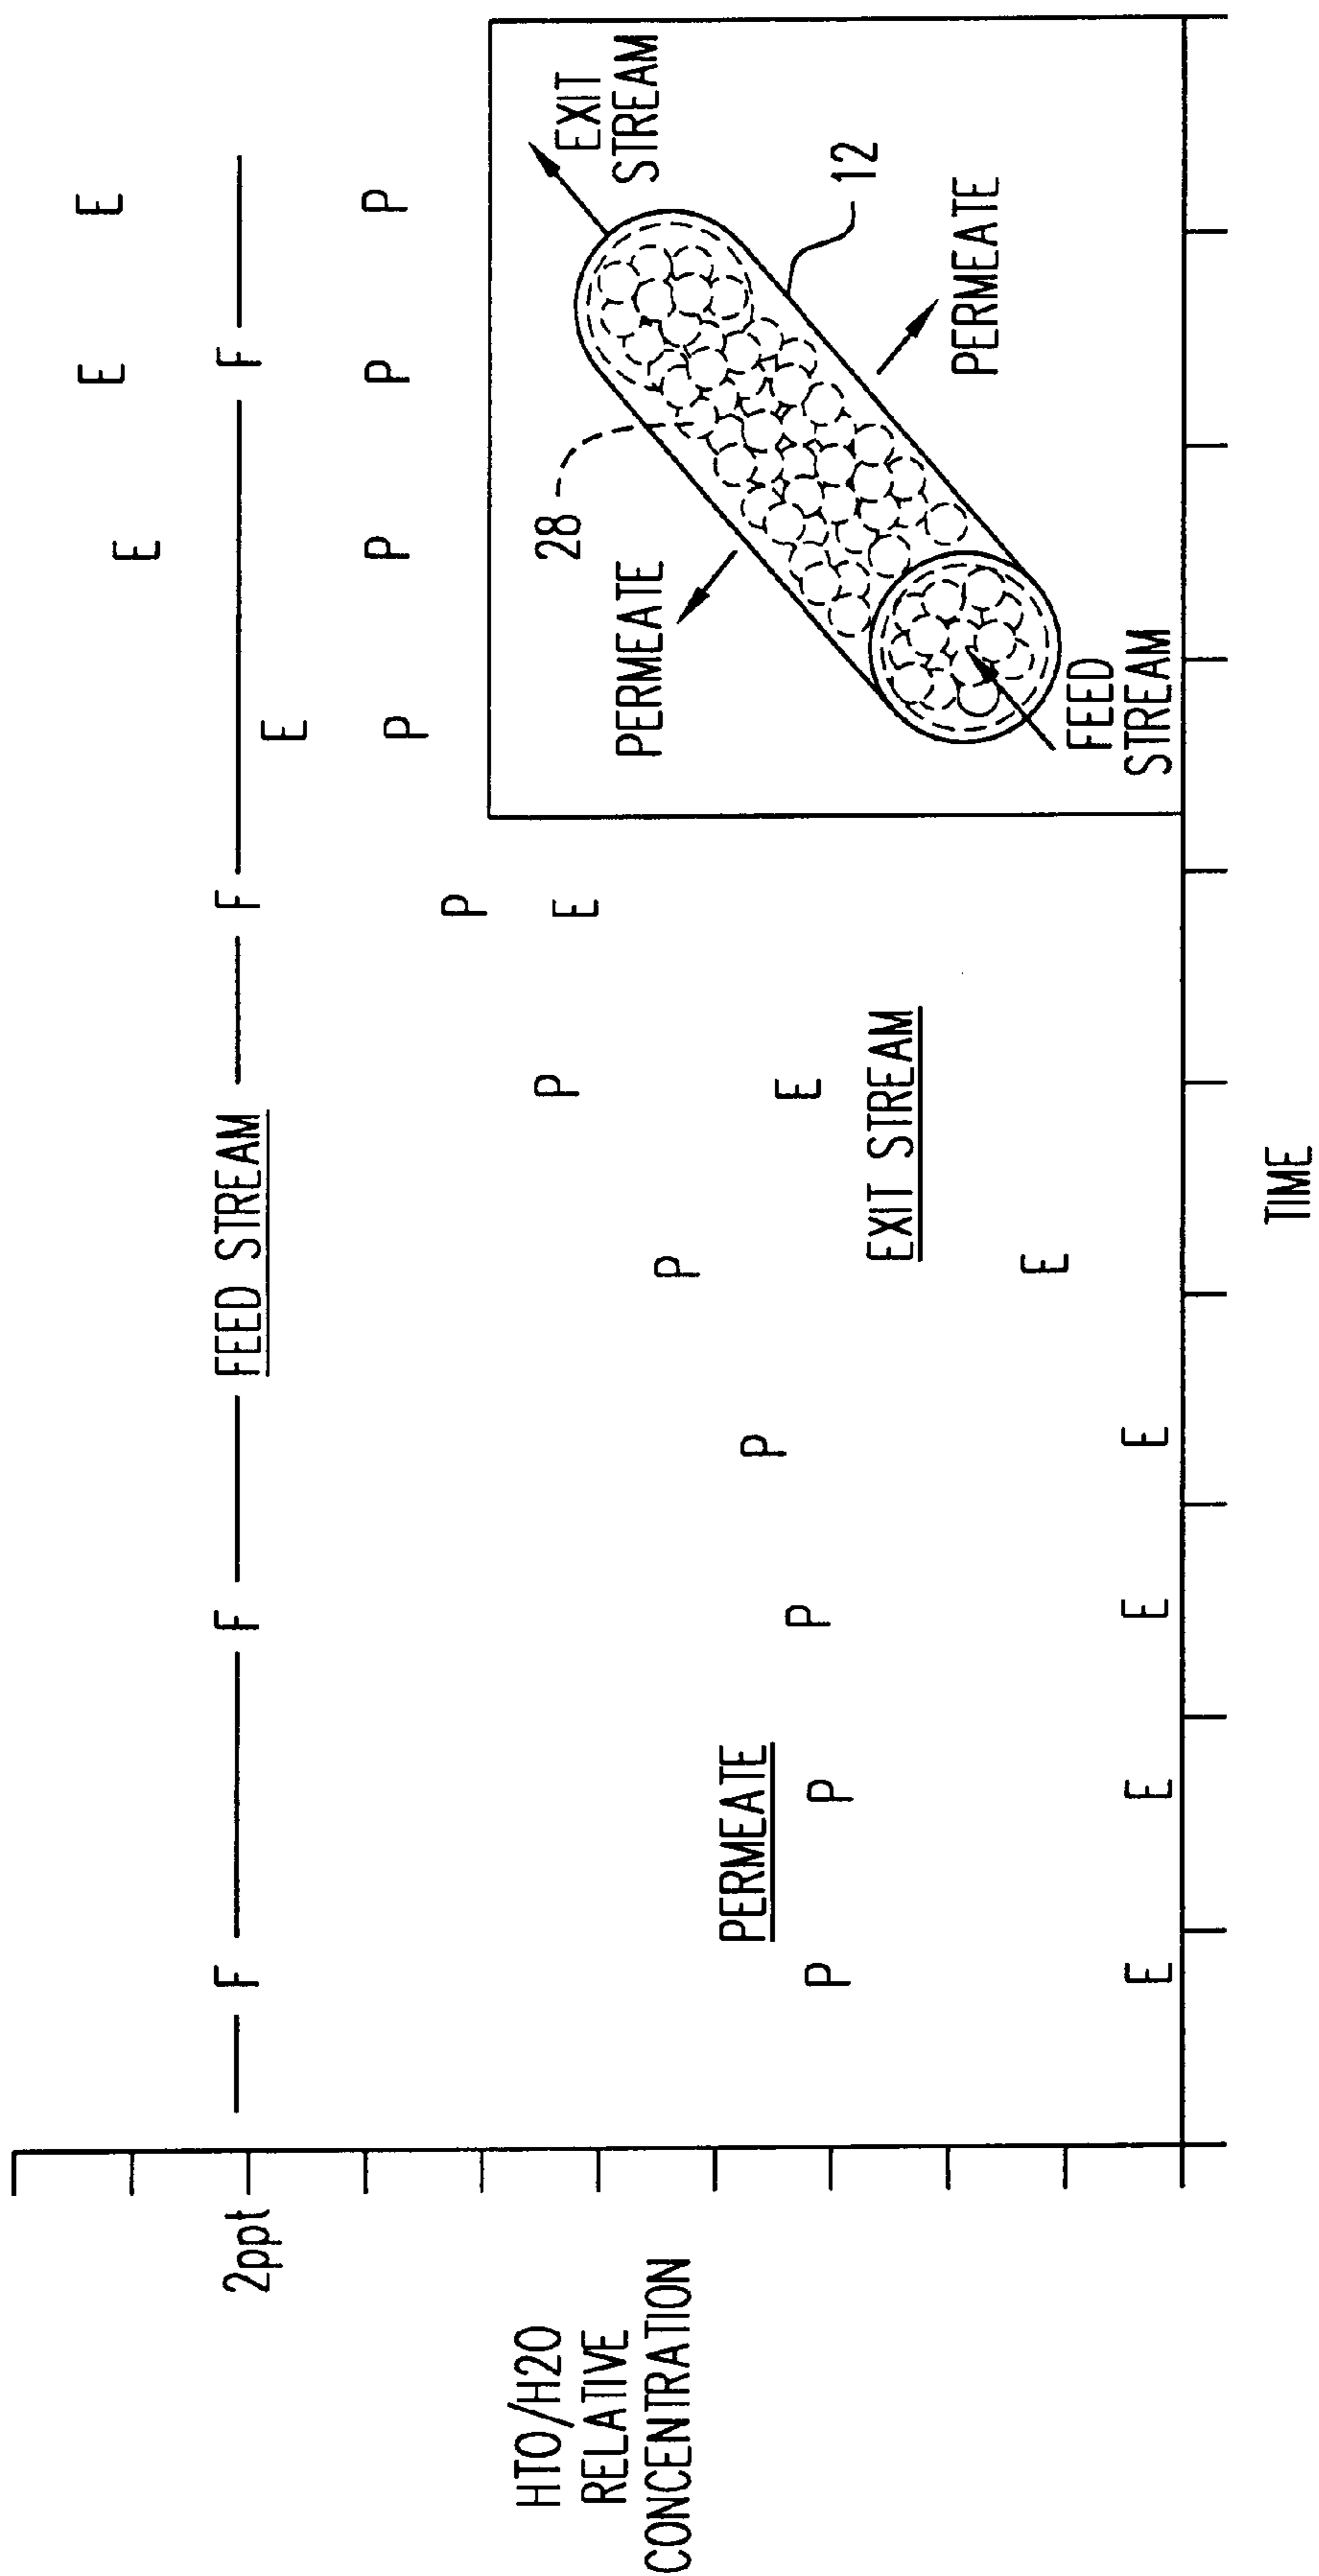 HTO/H2O
RELATIVE
CONCENTRATION
2ppt
F
F
FEED STREAM
F
F
E
E
E
E
P
P
P
P
P
E
P
E
P
E
P
P
P
P
E
E
E
E
PERMEATE
EXIT STREAM
EXIT
STREAM
28
12
PERMEATE
PERMEATE
FEED
STREAM
TIME